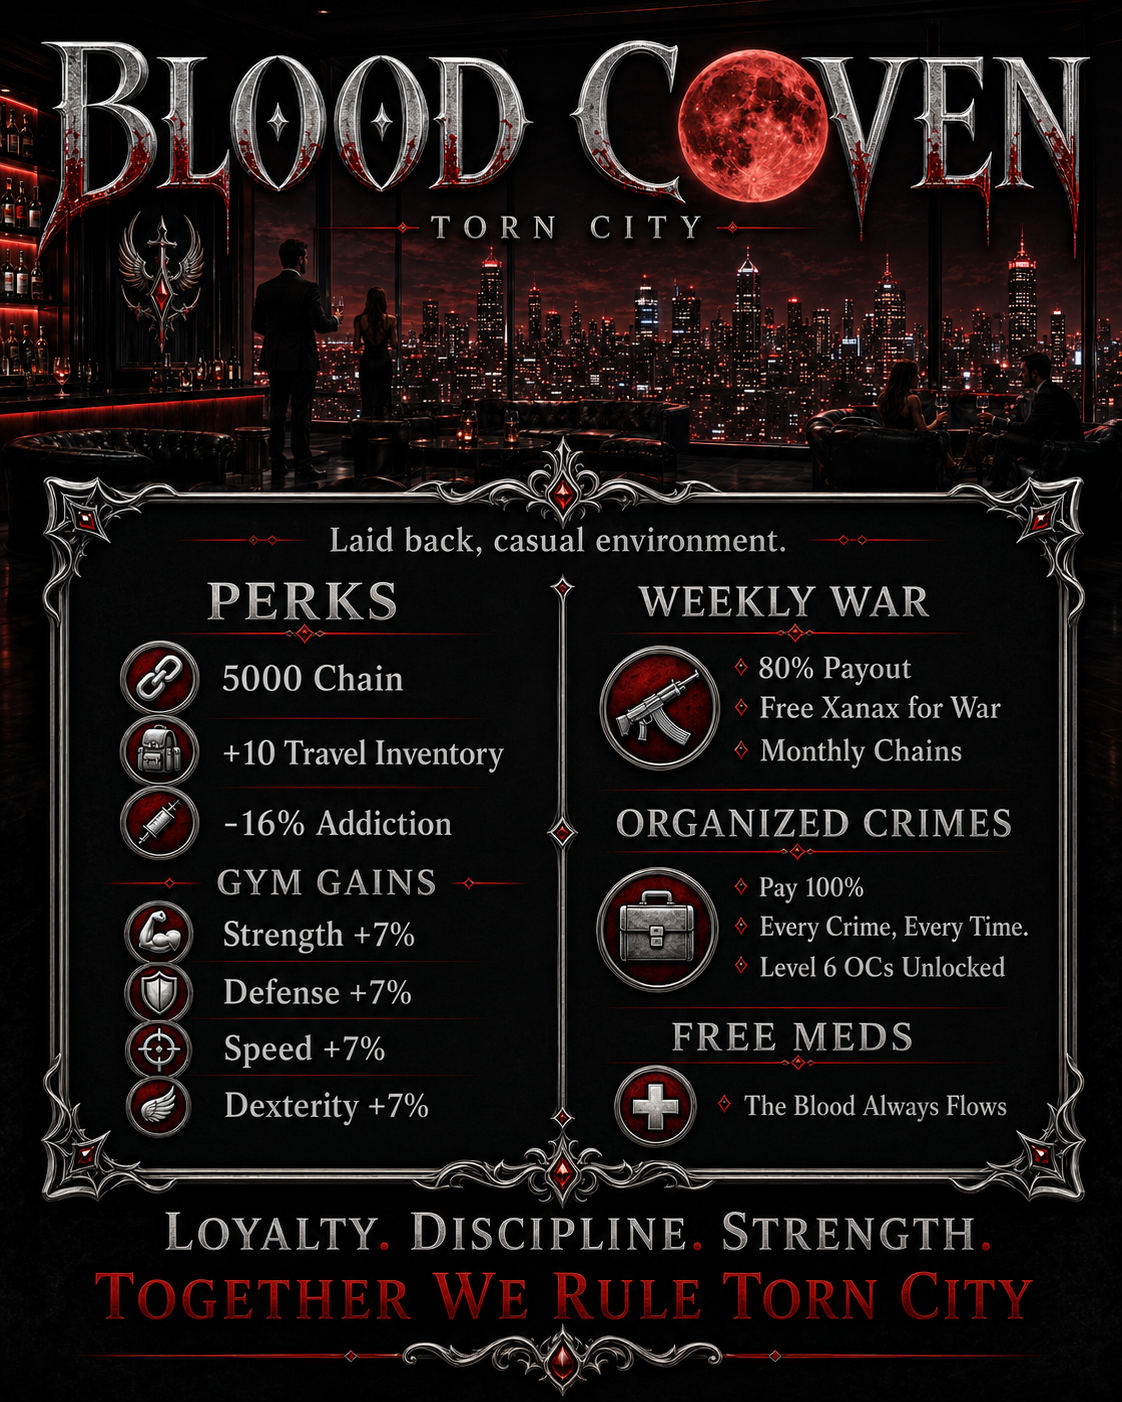 BLOOD COVEN
TORN CITY
Laid back, casual environment.
PERKS
5000 Chain
+10 Travel Inventory
-16% Addiction
GYM GAINS
Strength +7%
Defense +7%
Speed +7%
Dexterity +7%
WEEKLY WAR
80% Payout
Free Xanax for War
Monthly Chains
ORGANIZED CRIMES
Pay 100%
Every Crime, Every Time.
Level 6 OCs Unlocked
FREE MEDS
The Blood Always Flows
LOYALTY. DISCIPLINE. STRENGTH.
TOGETHER WE RULE TORN CITY